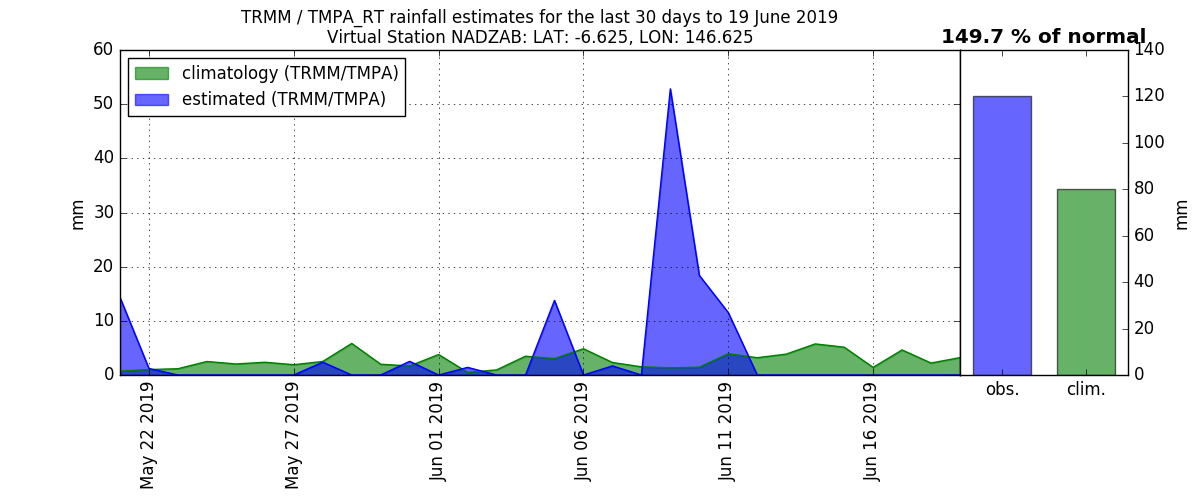 TRMM / TMPA_RT rainfall estimates for the last 30 days to 19 June 2019
Virtual Station NADZAB: LAT: -6.625, LON: 146.625
149.7 % of normal
climatology (TRMM/TMPA)
estimated (TRMM/TMPA)
60
50
40
30
20
10
0
mm
May 22 2019
May 27 2019
Jun 01 2019
Jun 06 2019
Jun 11 2019
Jun 16 2019
140
120
100
80
60
40
20
0
mm
obs.
clim.